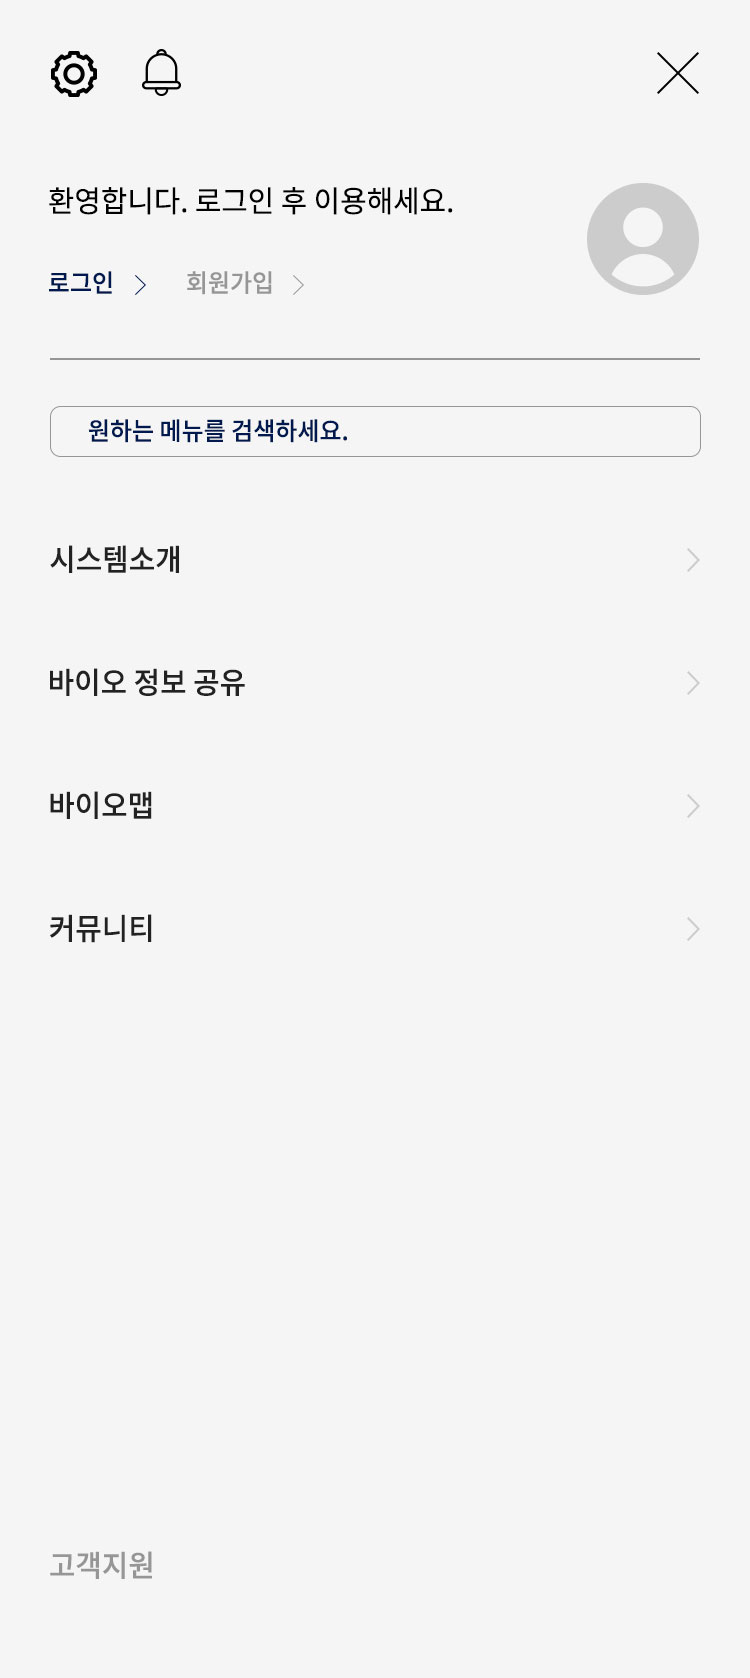 환영합니다. 로그인 후 이용해세요.
로그인 회원가입
원하는 메뉴를 검색하세요.
시스템소개
바이오 정보 공유
바이오맵
커뮤니티
고객지원